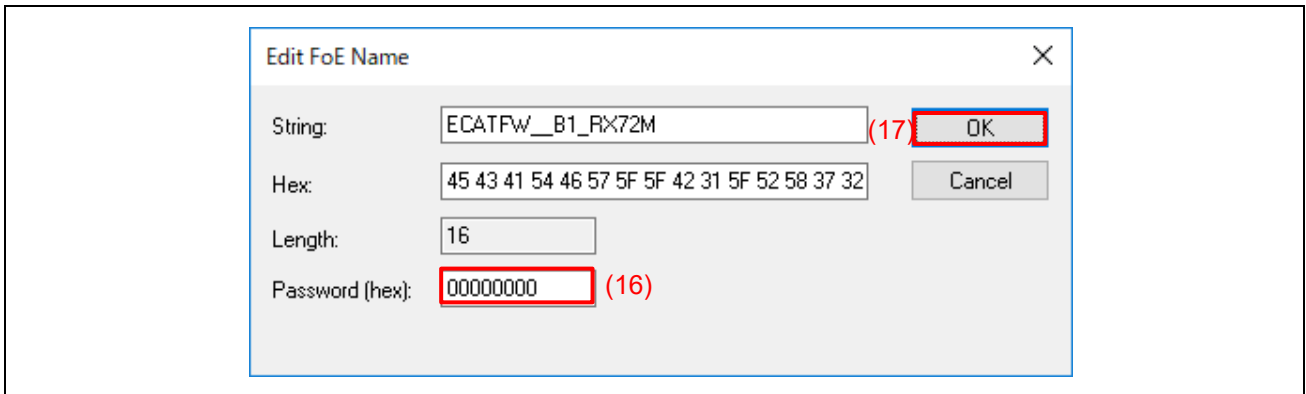 Edit FoE Name
String: ECATFW__B1_RX72M (17) OK
Hex: 45 43 41 54 46 57 5F 5F 42 31 5F 52 58 37 32 Cancel
Length: 16
Password (hex): 00000000 (16)